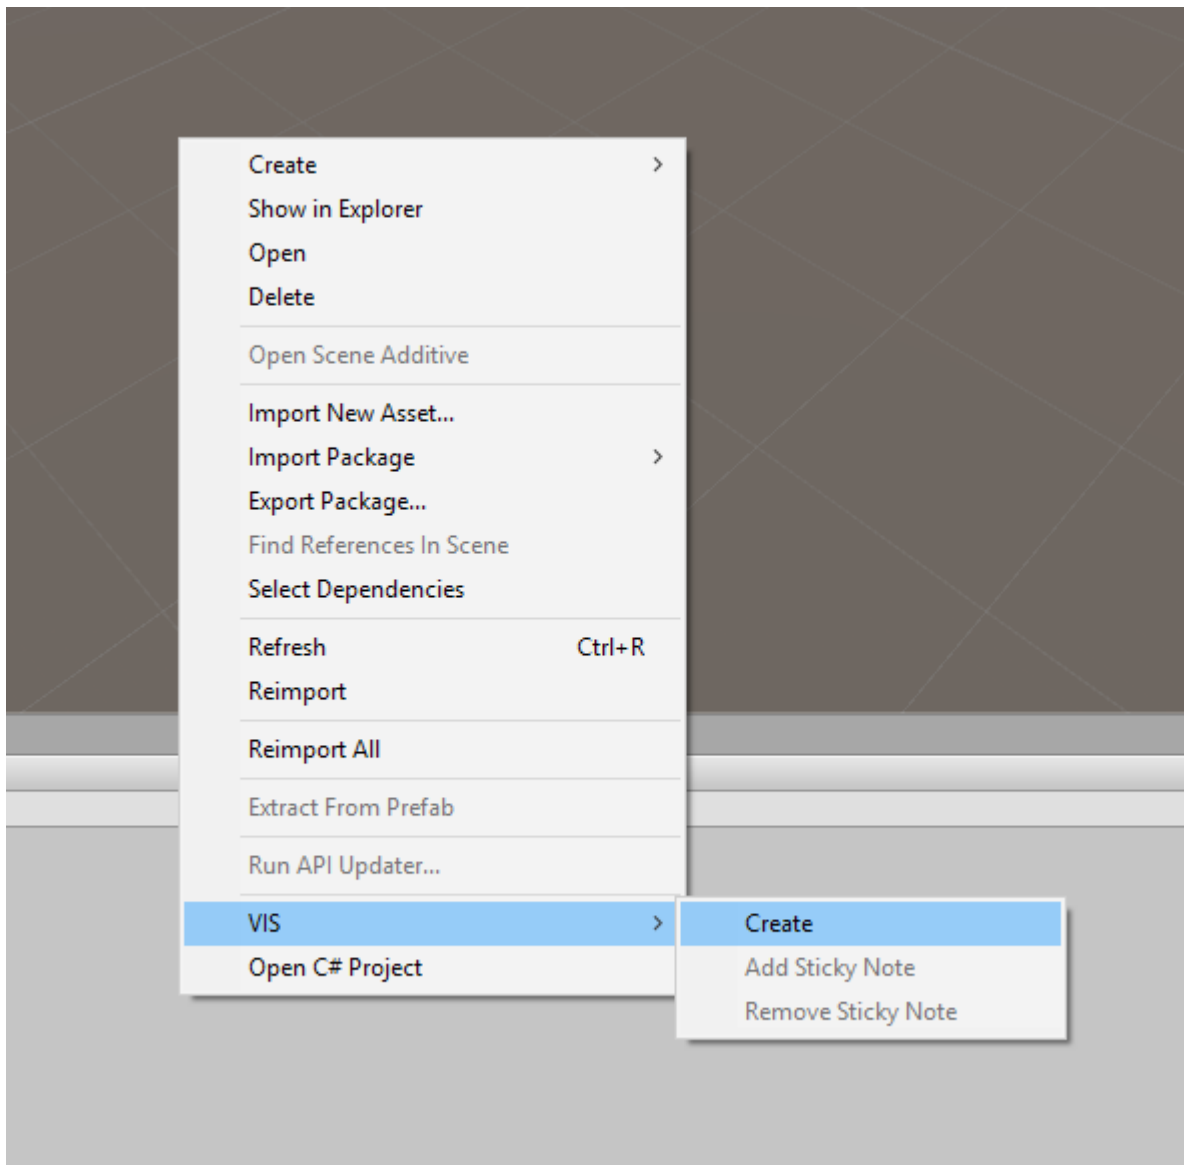 Create
Show in Explorer
Open
Delete
Open Scene Additive
Import New Asset...
Import Package
Export Package...
Find References In Scene
Select Dependencies
Refresh Ctrl+R
Reimport
Reimport All
Extract From Prefab
Run API Updater...
VIS
Open C# Project
Create
Add Sticky Note
Remove Sticky Note